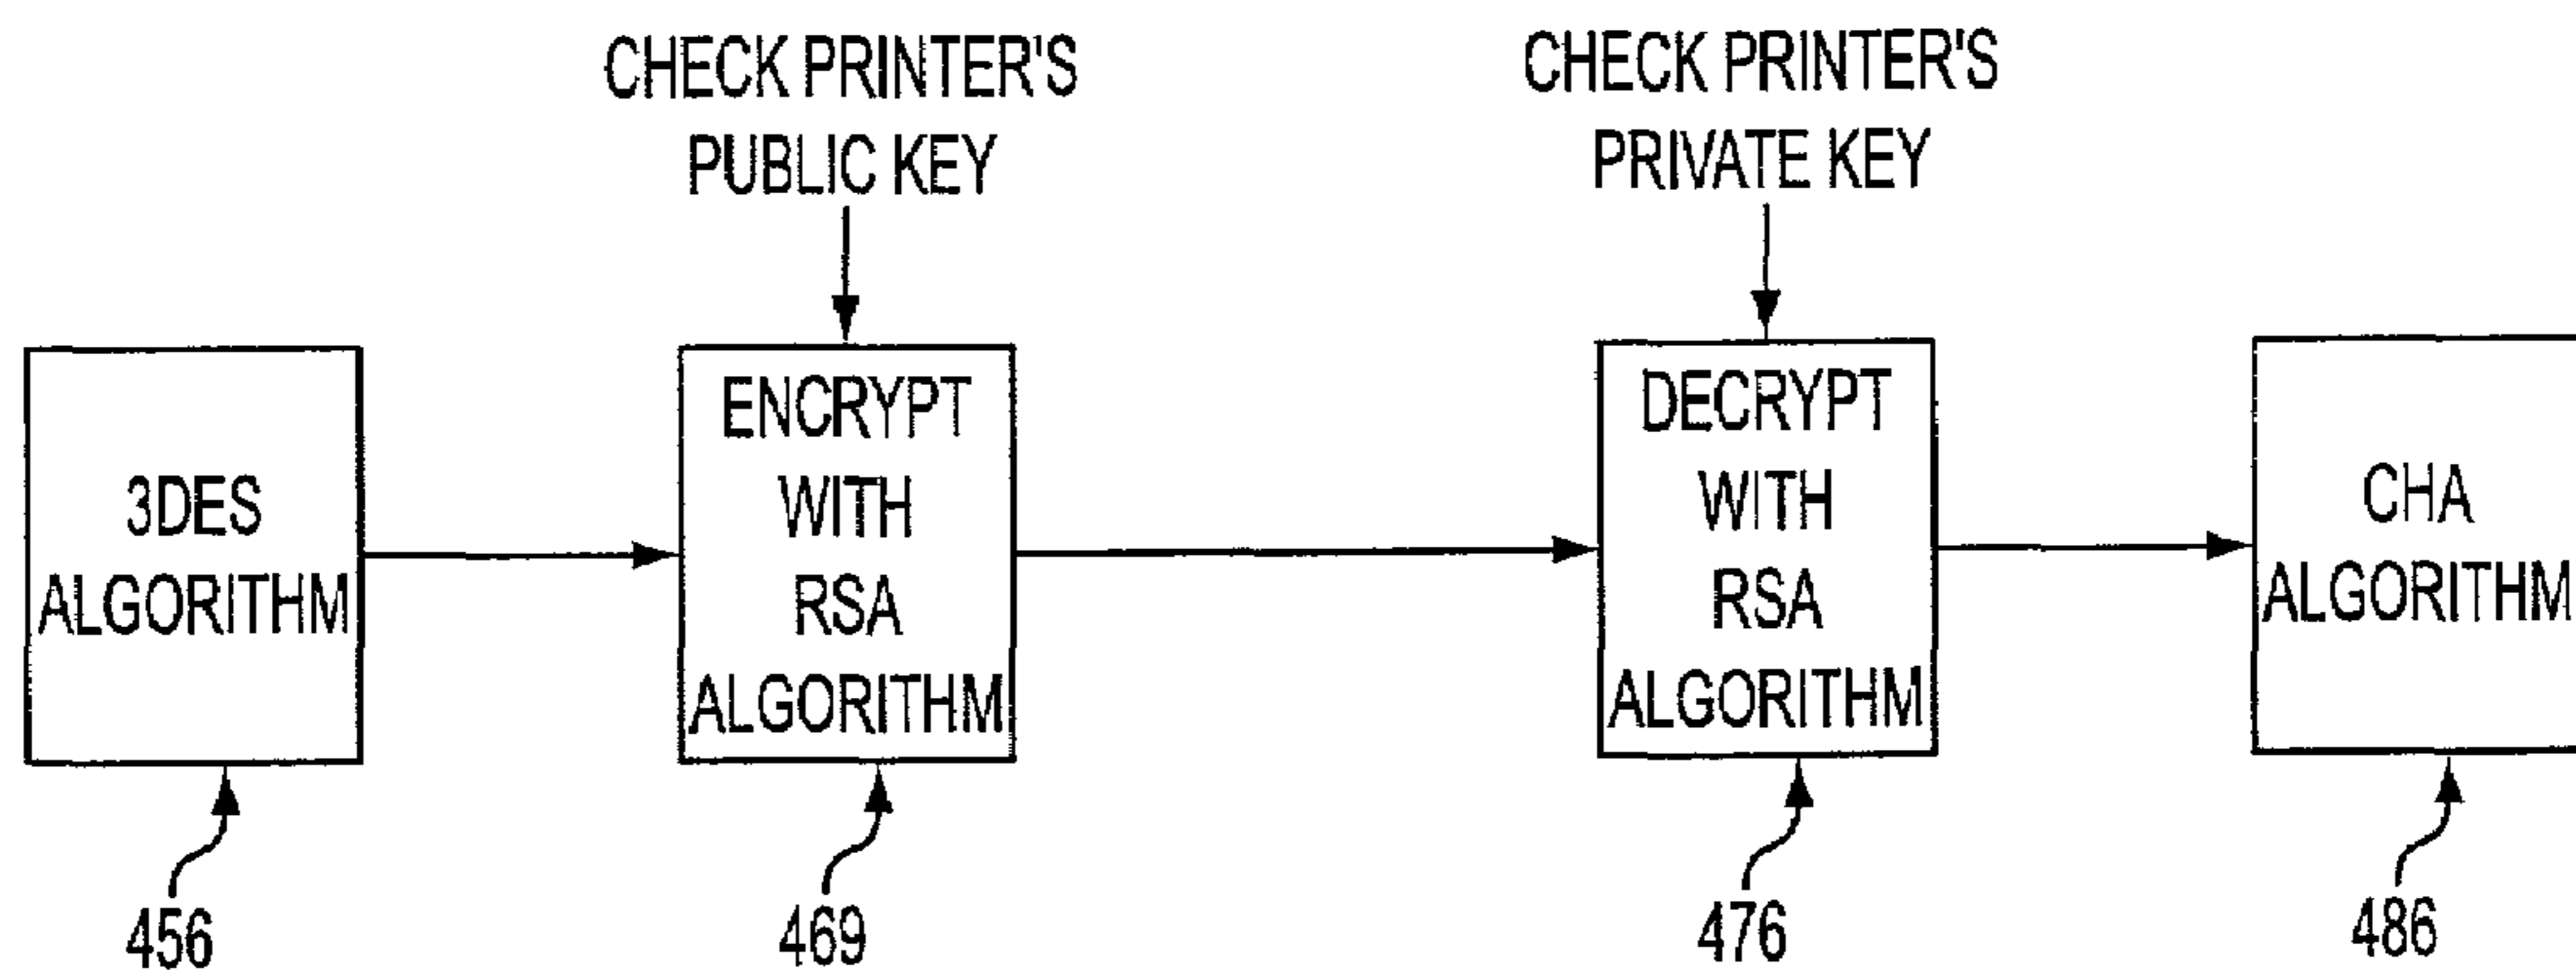 CHECK PRINTER'S
PUBLIC KEY
CHECK PRINTER'S
PRIVATE KEY
3DES
ALGORITHM
ENCRYPT
WITH
RSA
ALGORITHM
DECRYPT
WITH
RSA
ALGORITHM
CHA
ALGORITHM
456
469
476
486